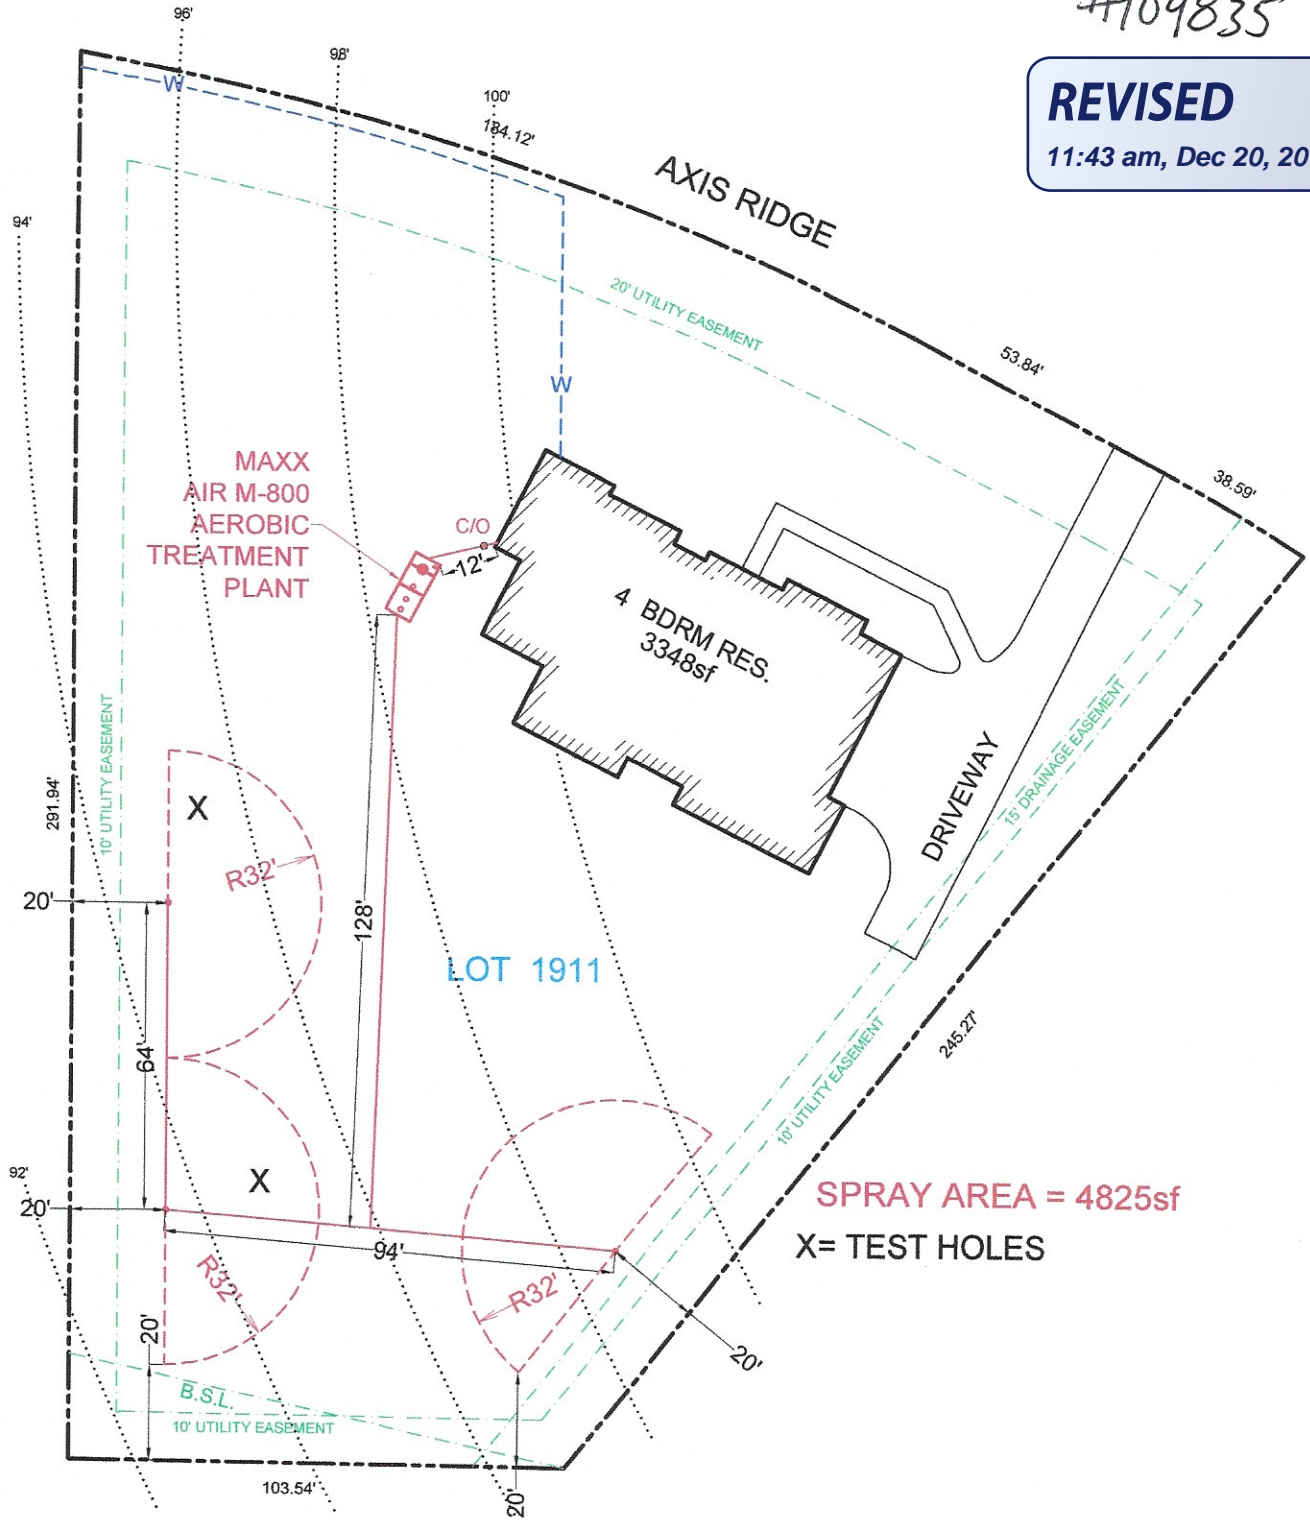 #109835
REVISED
11:43 am, Dec 20, 20
96'
98'
100'
184.12'
AXIS RIDGE
94'
W
20' UTILITY EASEMENT
53.84'
W
38.59'
MAXX
AIR M-800
AEROBIC
TREATMENT
PLANT
C/O
12'
4 BDRM RES.
3348sf
10' UTILITY EASEMENT
291.94'
X
R32'
20'
128'
DRIVEWAY
15' DRAINAGE EASEMENT
LOT 1911
64'
245.27'
10' UTILITY EASEMENT
92'
20'
X
SPRAY AREA = 4825sf
X= TEST HOLES
94'
R32'
R32'
20'
20'
B.S.L.
10' UTILITY EASEMENT
103.54'
20'